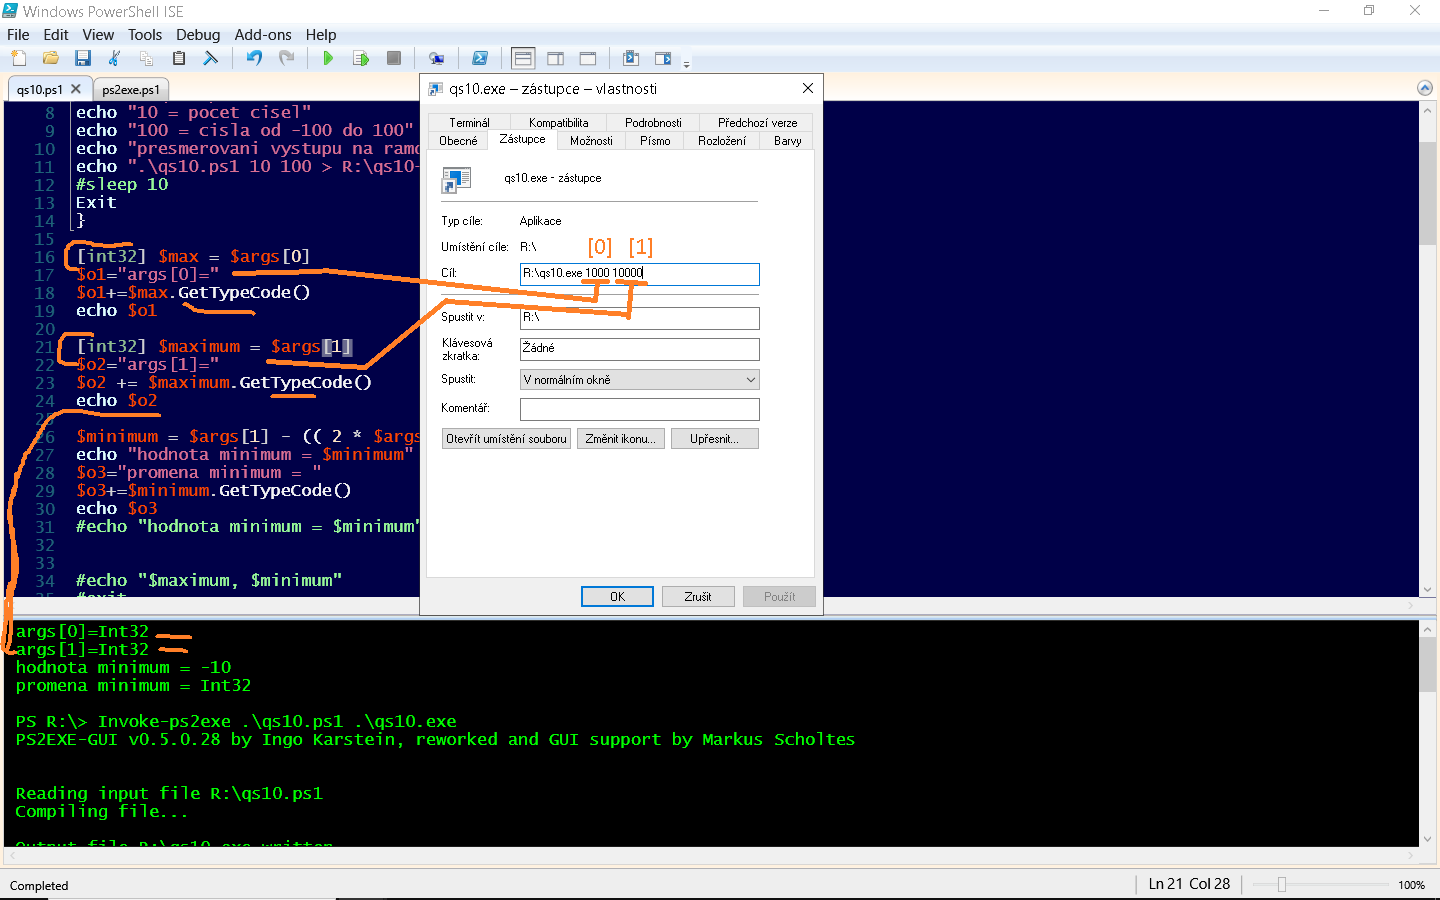 Windows PowerShell ISE
File Edit View Tools Debug Add-ons Help
qs10.ps1 ps2exe.ps1
8 echo "10 = pocet cisel"
9 echo "100 = cisla od -100 do 100"
10 echo "presmerovani vystupu na ramd
11 echo ".\qs10.ps1 10 100 > R:\qs10-
12 #sleep 10
13 Exit
14 }
15
16 [int32] $max = $args[0]
17 $o1="args[0]="
18 $o1+=$max.GetTypeCode()
19 echo $o1
20
21 [int32] $maximum = $args[1]
22 $o2="args[1]="
23 $o2 += $maximum.GetTypeCode()
24 echo $o2
25
26 $minimum = $args[1] - (( 2 * $args
27 echo "hodnota minimum = $minimum"
28 $o3="promena minimum = "
29 $o3+=$minimum.GetTypeCode()
30 echo $o3
31 #echo "hodnota minimum = $minimum"
32
33
34 #echo "$maximum, $minimum"
35 #exit
qs10.exe – zástupce – vlastnosti
Terminál Kompatibilita Podrobnosti Předchozí verze
Obecné Zástupce Možnosti Písmo Rozložení Barvy
qs10.exe - zástupce
Typ cíle: Aplikace
Umístění cíle: R:\
[0] [1]
Cíl: R:\qs10.exe 1000 10000
Spustit v: R:\
Klávesová zkratka: Žádné
Spustit: V normálním okně
Komentář:
Otevřít umístění souboru Změnit ikonu... Upřesnit...
OK Zrušit Použít
args[0]=Int32
args[1]=Int32
hodnota minimum = -10
promena minimum = Int32
PS R:\> Invoke-ps2exe .\qs10.ps1 .\qs10.exe
PS2EXE-GUI v0.5.0.28 by Ingo Karstein, reworked and GUI support by Markus Scholtes
Reading input file R:\qs10.ps1
Compiling file...
Output file R:\qs10.exe written
Completed Ln 21 Col 28 100%